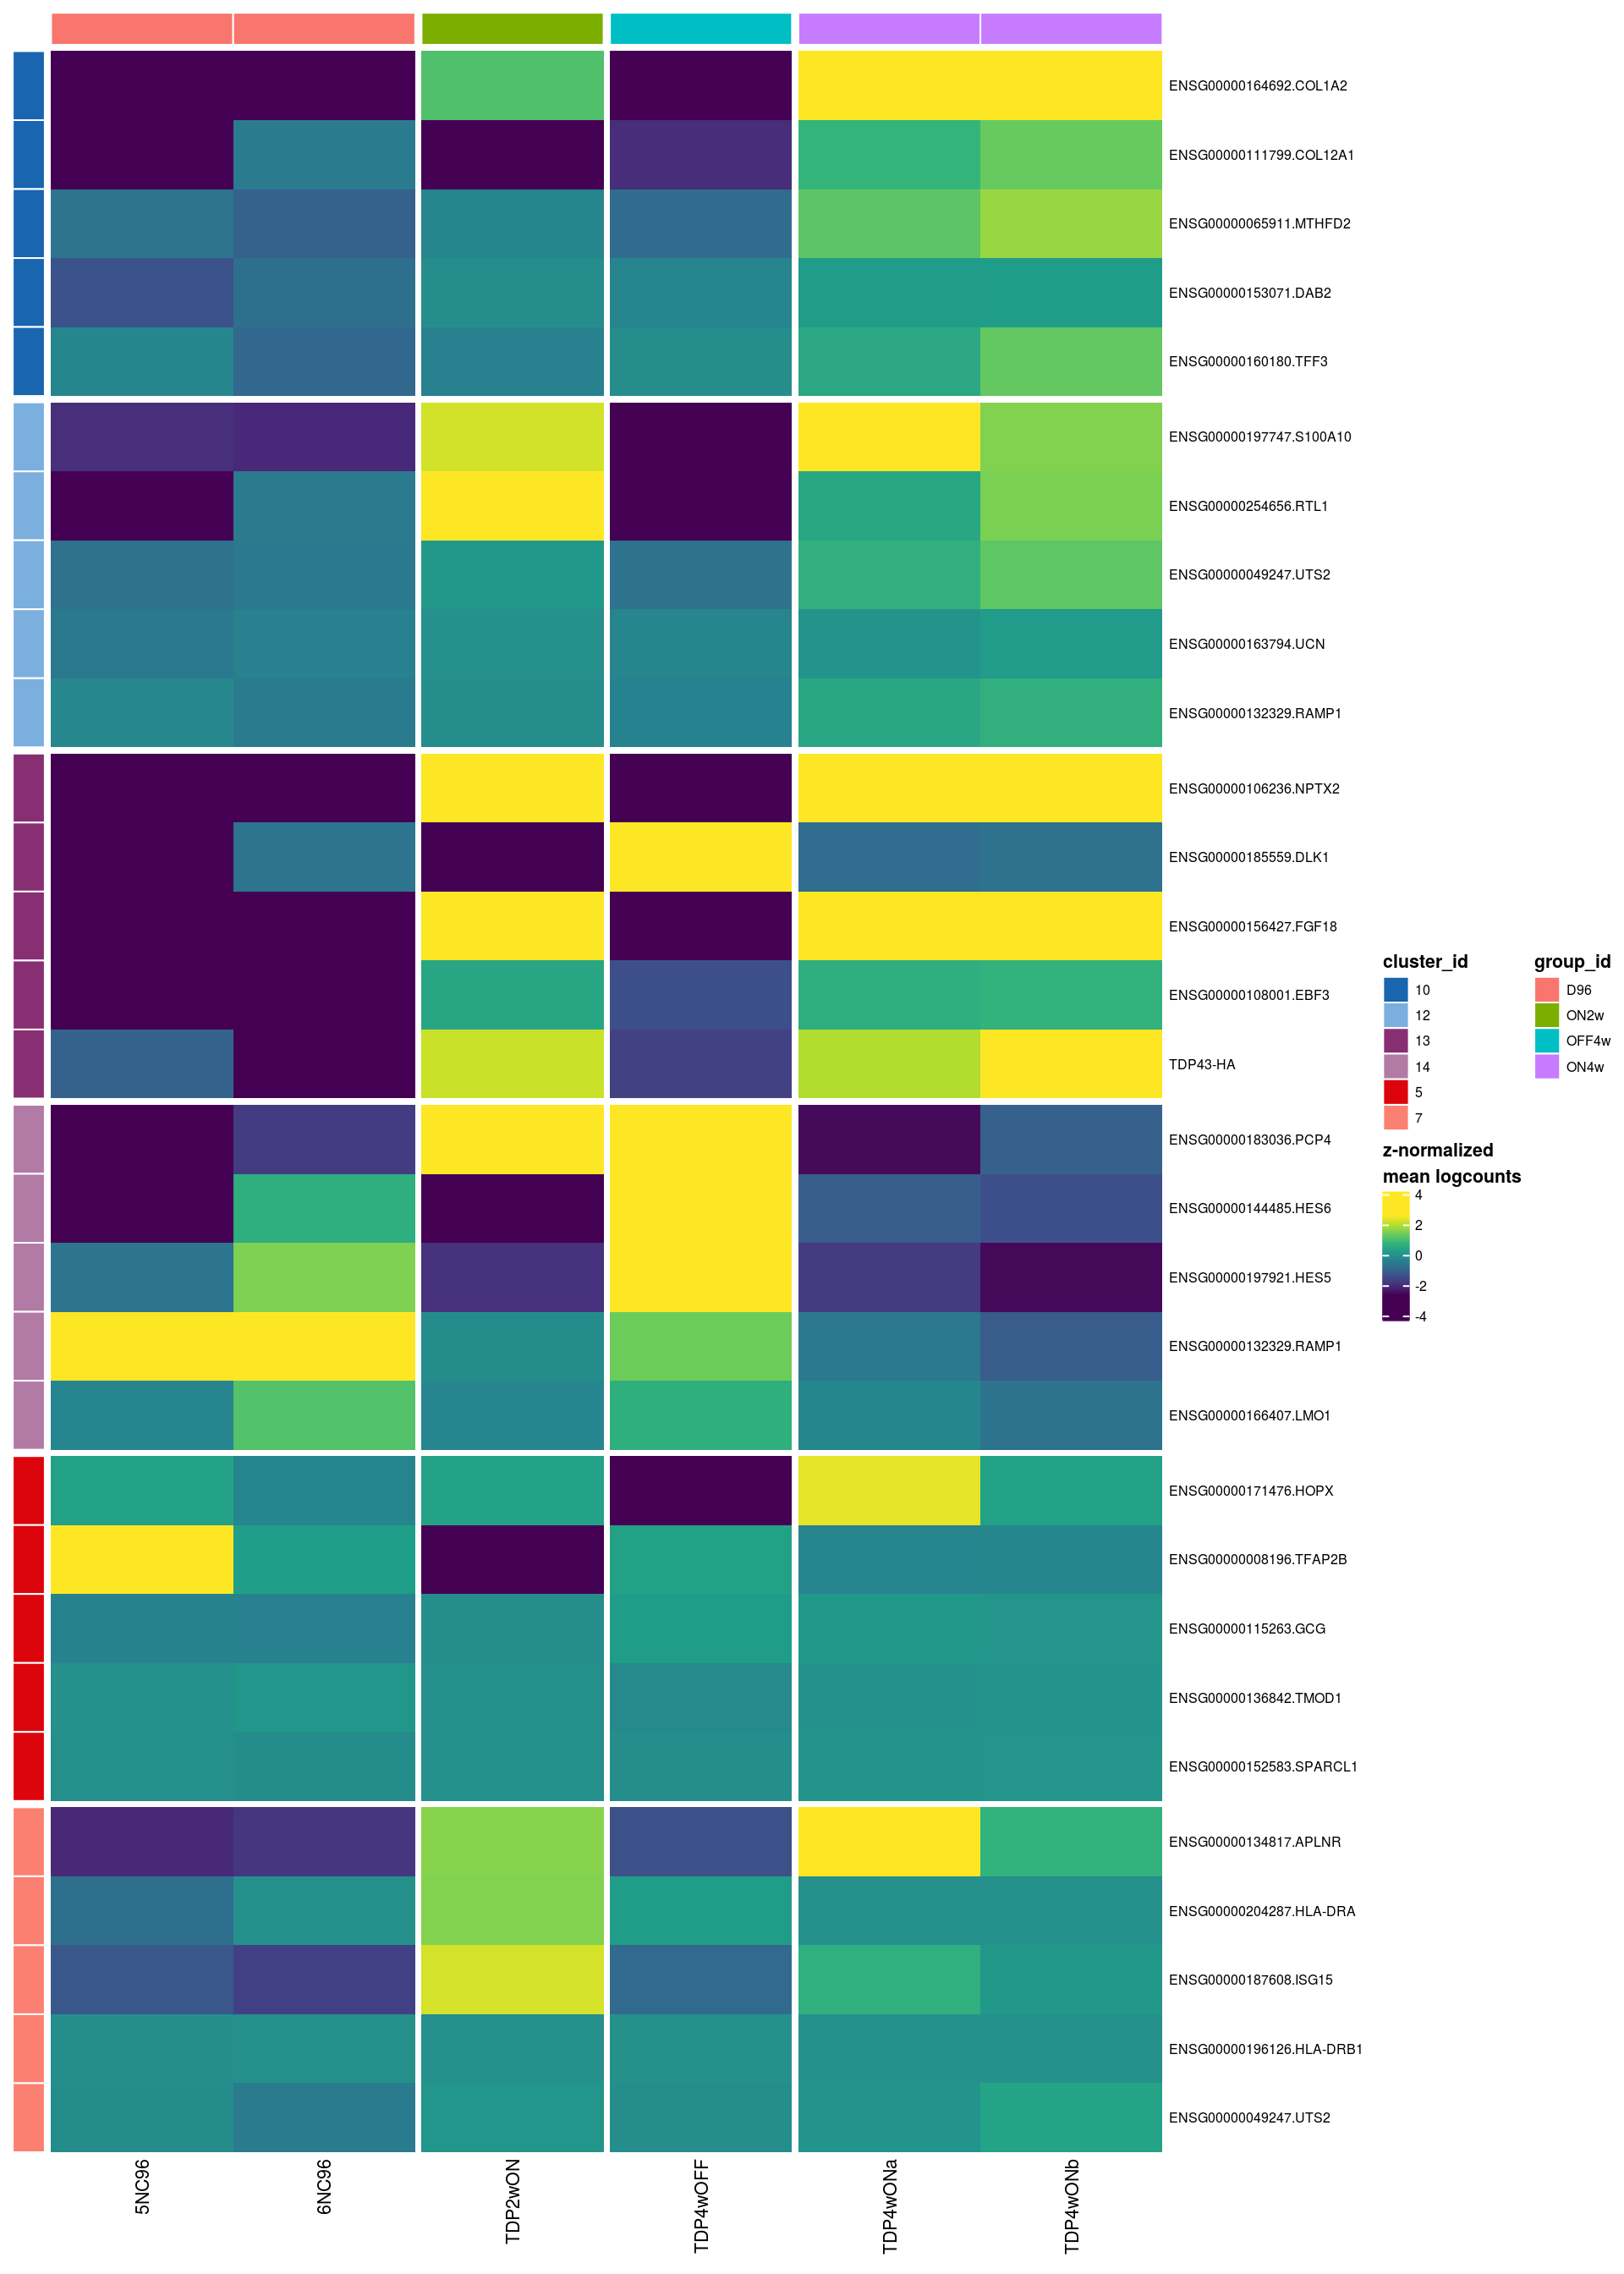 ENSG00000164692.COL1A2
ENSG00000111799.COL12A1
ENSG00000065911.MTHFD2
ENSG00000153071.DAB2
ENSG00000160180.TFF3
ENSG00000197747.S100A10
ENSG00000254656.RTL1
ENSG00000049247.UTS2
ENSG00000163794.UCN
ENSG00000132329.RAMP1
ENSG00000106236.NPTX2
ENSG00000185559.DLK1
ENSG00000156427.FGF18
ENSG00000108001.EBF3
TDP43-HA
ENSG00000183036.PCP4
ENSG00000144485.HES6
ENSG00000197921.HES5
ENSG00000132329.RAMP1
ENSG00000166407.LMO1
ENSG00000171476.HOPX
ENSG00000008196.TFAP2B
ENSG00000115263.GCG
ENSG00000136842.TMOD1
ENSG00000152583.SPARCL1
ENSG00000134817.APLNR
ENSG00000204287.HLA-DRA
ENSG00000187608.ISG15
ENSG00000196126.HLA-DRB1
ENSG00000049247.UTS2
5NC96
6NC96
TDP2wON
TDP4wOFF
TDP4wONa
TDP4wONb
cluster_id
10
12
13
14
5
7
group_id
D96
ON2w
OFF4w
ON4w
z-normalized
mean logcounts
4
2
0
-2
-4